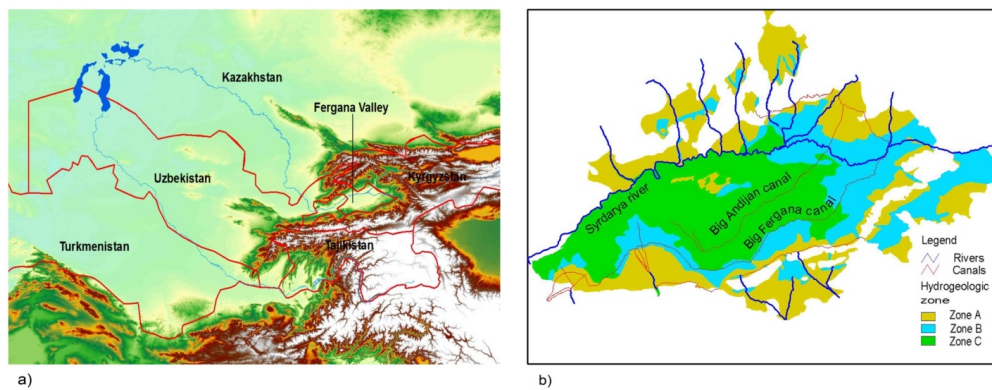 Kazakhstan
Fergana Valley
Uzbekistan
Kyrgyzstan
Turkmenistan
Tajikistan
a)
Syrdarya river
Big Andijan canal
Big Fergana canal
Legend
Rivers
Canals
Hydrogeologic
zone
Zone A
Zone B
Zone C
b)